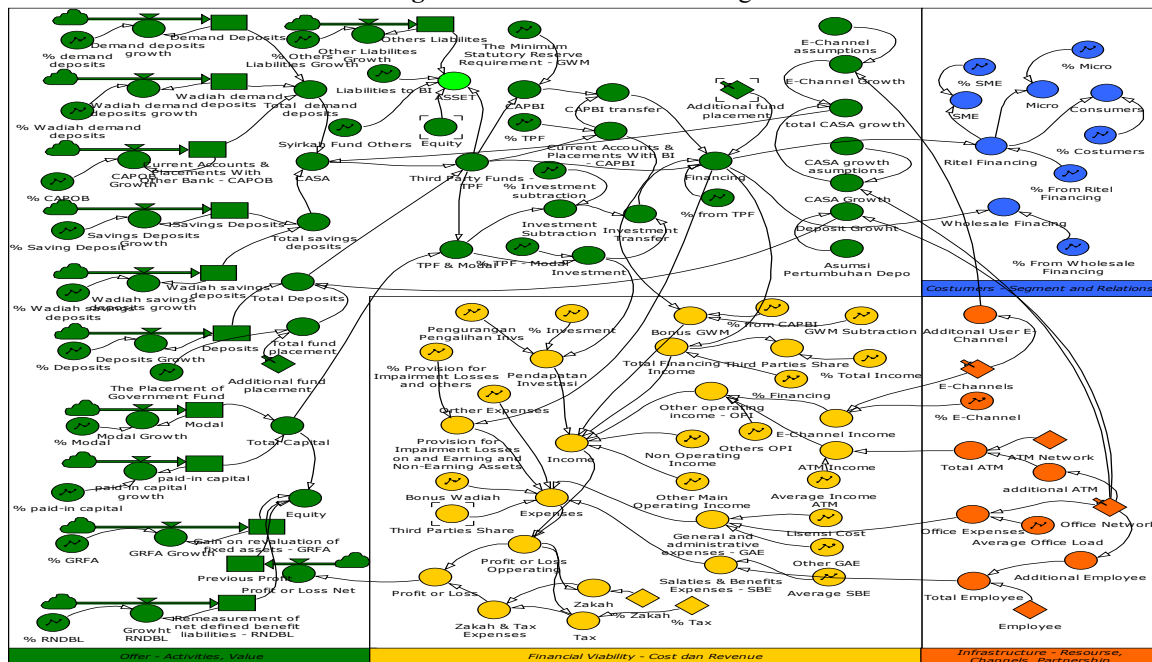 Demand deposits
growth
Demand Deposits
% demand
deposits
Others Liabilites
Other Liabilites
Growth
% Others
Liabilities Growth
Liabilities to BI
ASSET
Equity
Syirkah Fund Others
The Minimum
Statutory Reserve
Requirement - GWM
CAPBI
CAPBI transfer
% TPF
Current Accounts &
Placements With BI
- CAPBI
Additional fund
placement
E-Channel
assumptions
E-Channel Growth
total CASA growth
CASA growth
asumptions
CASA Growth
Deposit Growht
Asumsi
Pertumbuhan Depo
% SME
SME
% Micro
Micro
Consumers
% Costumers
Ritel Financing
% From Ritel
Financing
Wholesale Financing
% From Wholesale
Financing
Costumers - Segment and Relations
Wadiah demand
deposits growth
Wadiah demand
deposits
% Wadiah demand
deposits
Total demand
deposits
Current Accounts &
Placements With
Other Bank - CAPOB
CAPOB
Growth
% CAPOB
CASA
Third Party Funds -
TPF
Financing
% from TPF
% Investment
subtraction
Investment
Subtraction
Investment
Transfer
Savings Deposits
Growth
Savings Deposits
% Saving Deposit
Total savings
deposits
TPF & Modal
% TPF - Modal
Investment
Wadiah savings
deposits growth
Wadiah savings
deposits
% Wadiah savings
deposits
Total Deposits
Deposits Growth
Deposits
% Deposits
Total fund
placement
Additional fund
placement
The Placement of
Government Fund
Modal Growth
Modal
% Modal
Total Capital
paid-in capital
growth
paid-in capital
% paid-in capital
Equity
GRFA Growth
Gain on revaluation of
fixed assets - GRFA
% GRFA
Previous Profit
Profit or Loss Net
Growht
RNDBL
Remeasurement of
net defined benefit
liabilities - RNDBL
% RNDBL
Offer - Activities, Value
Pengurangan
Pengalihan Invs
% Invesment
% Provision for
Impairment Losses
and others
Pendapatan
Investasi
Orther Expenses
Provision for
Impairment Losses
on and Earning and
Non-Earning Assets
Income
Bonus GWM
% from CAPBI
GWM Subtraction
Total Financing
Income
Third Parties Share
% Total Income
% Financing
Other operating
income - OPI
Others OPI
E-Channel Income
Non Operating
Income
ATM Income
Other Main
Operating Income
Average Income
ATM
Bonus Wadiah
Third Parties Share
Expenses
General and
administrative
expenses - GAE
Lisensi Cost
Other GAE
Profit or Loss
Opperating
Salaties & Benefits
Expenses - SBE
Average SBE
Profit or Loss
Zakah
% Zakah
% Tax
Zakah & Tax
Expenses
Tax
Financial Viability - Cost dan Revenue
Additonal User E-
Channel
E-Channels
% E-Channel
ATM Network
Total ATM
additional ATM
Office Network
Office Expenses
Average Office Load
Additional Employee
Total Employee
Employee
Infrastructure - Resourse,
Channels, Partnership